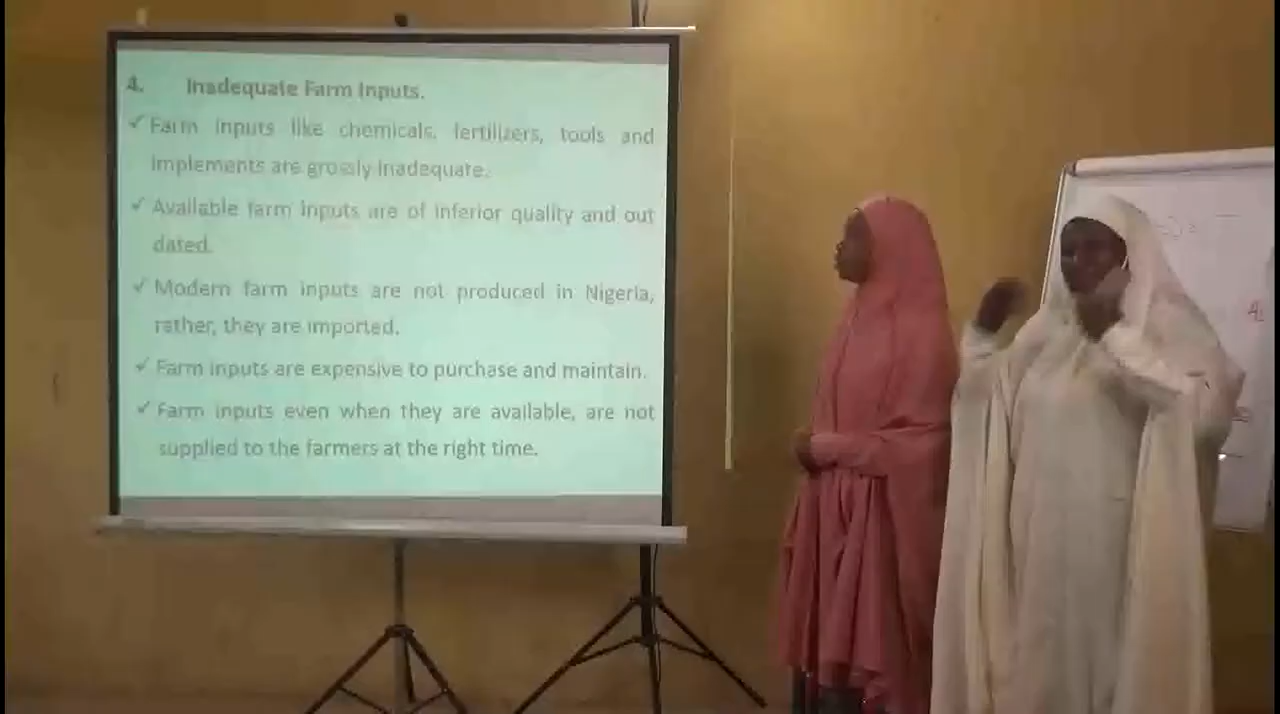 4. Inadequate Farm Inputs.
✓ Farm inputs like chemicals, fertilizers, tools and
implements are grossly inadequate.
✓ Available farm inputs are of inferior quality and out
dated.
✓ Modern farm inputs are not produced in Nigeria,
rather, they are imported.
✓ Farm inputs are expensive to purchase and maintain.
✓ Farm inputs even when they are available, are not
supplied to the farmers at the right time.